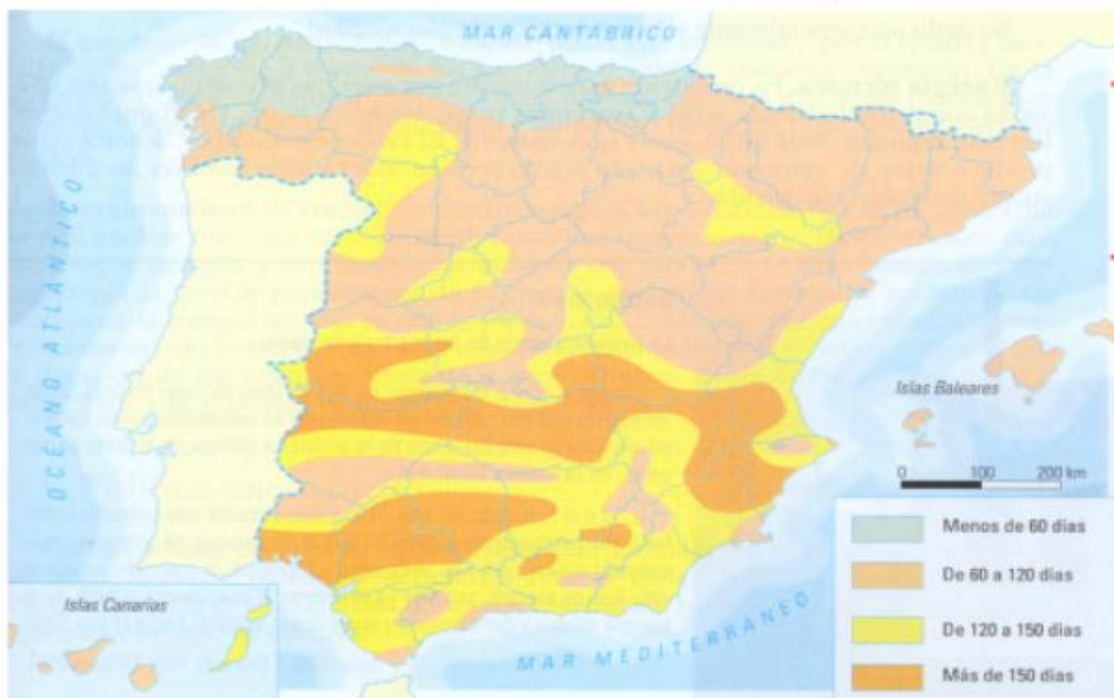 MAR CANTÁBRICO
OCÉANO ATLÁNTICO
Islas Baleares
0 100 200 km
Menos de 60 días
De 60 a 120 días
De 120 a 150 días
Más de 150 días
Islas Canarias
MAR MEDITERRÁNEO